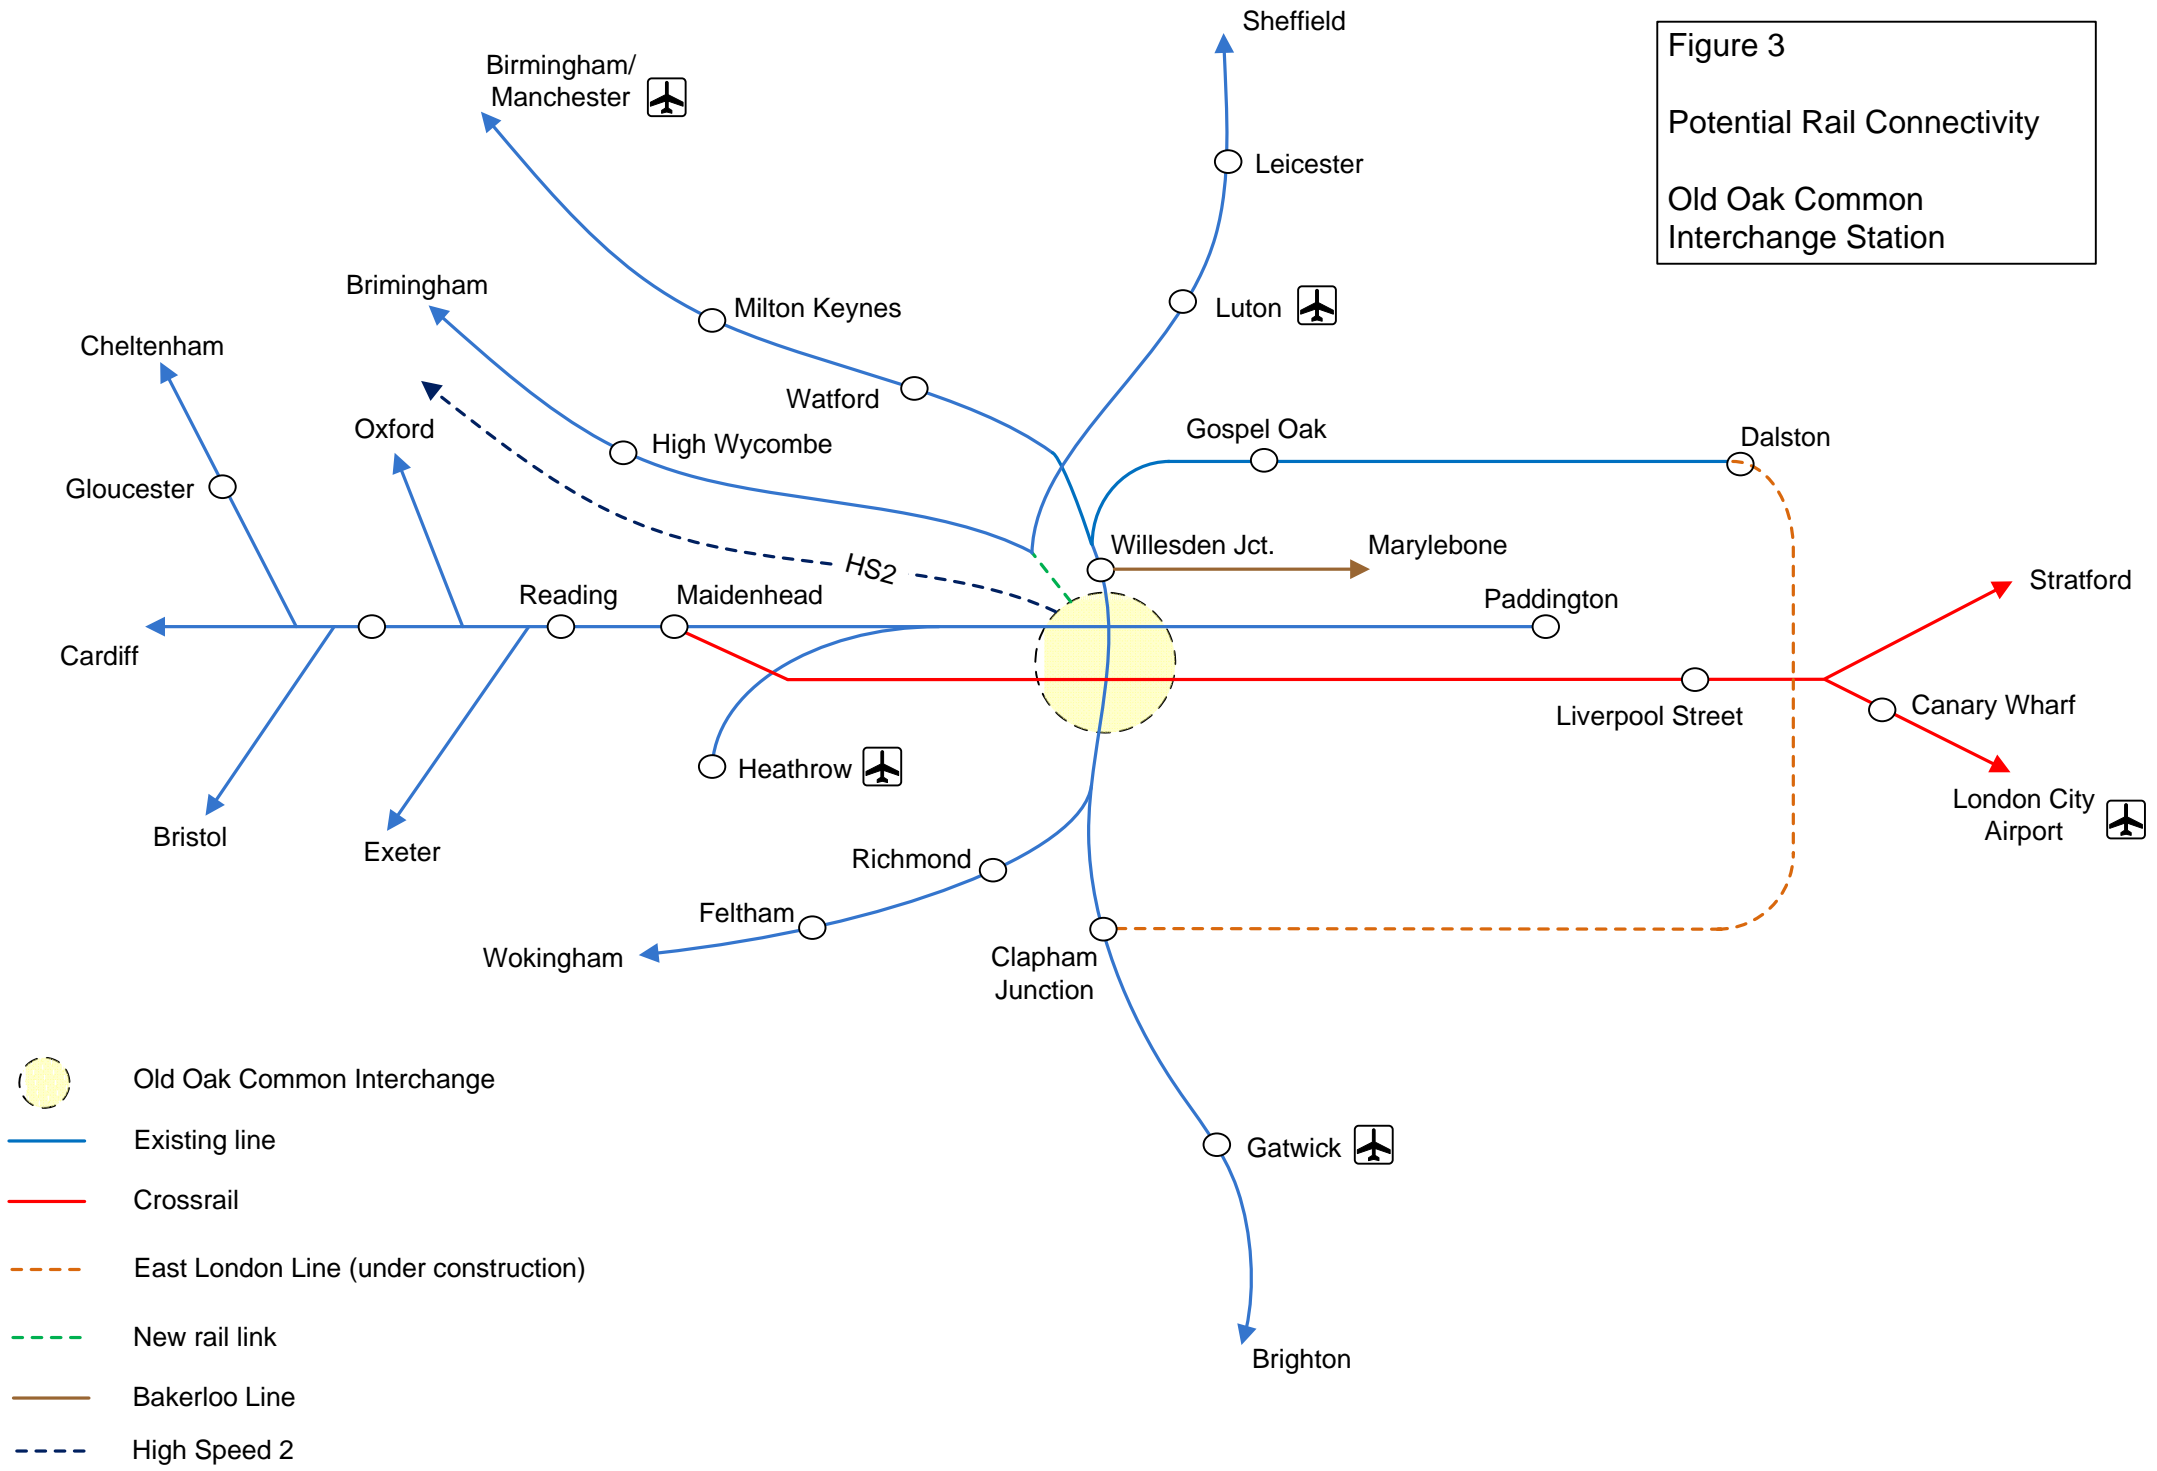 Sheffield
Figure 3
Potential Rail Connectivity
Old Oak Common
Interchange Station
Birmingham/
Manchester
Leicester
Brimingham
Milton Keynes
Luton
Cheltenham
Watford
Oxford
High Wycombe
Gospel Oak
Dalston
Gloucester
HS2
Willesden Jct.
Marylebone
Stratford
Reading
Maidenhead
Paddington
Cardiff
Liverpool Street
Canary Wharf
Heathrow
London City
Airport
Bristol
Exeter
Richmond
Feltham
Wokingham
Clapham
Junction
Gatwick
Brighton
Old Oak Common Interchange
Existing line
Crossrail
East London Line (under construction)
New rail link
Bakerloo Line
High Speed 2